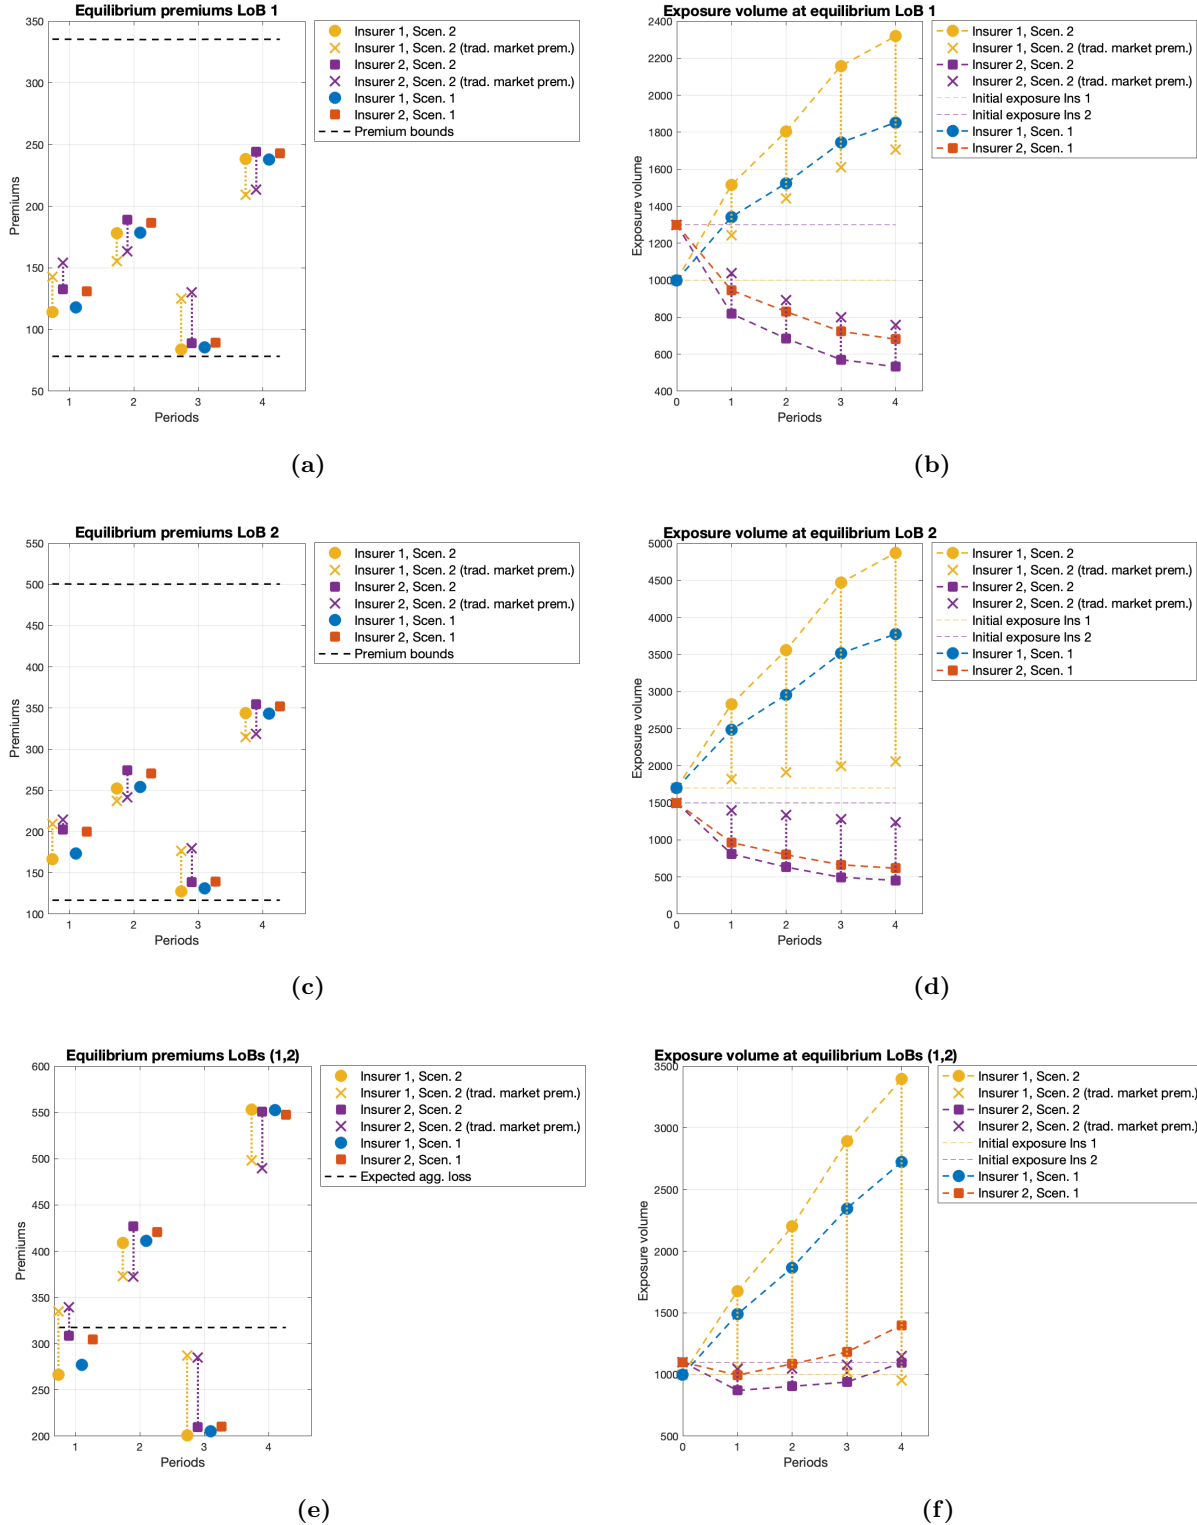 Equilibrium premiums LoB 1
350
300
250
200
150
100
50
Premiums
1
2
3
4
Periods
Insurer 1, Scen. 2
Insurer 1, Scen. 2 (trad. market prem.)
Insurer 2, Scen. 2
Insurer 2, Scen. 2 (trad. market prem.)
Insurer 1, Scen. 1
Insurer 2, Scen. 1
Premium bounds
(a)
Exposure volume at equilibrium LoB 1
2400
2200
2000
1800
1600
1400
1200
1000
800
600
400
Exposure volume
0
1
2
3
4
Periods
Insurer 1, Scen. 2
Insurer 1, Scen. 2 (trad. market prem.)
Insurer 2, Scen. 2
Insurer 2, Scen. 2 (trad. market prem.)
Initial exposure Ins 1
Initial exposure Ins 2
Insurer 1, Scen. 1
Insurer 2, Scen. 1
(b)
Equilibrium premiums LoB 2
550
500
450
400
350
300
250
200
150
100
Premiums
1
2
3
4
Periods
Insurer 1, Scen. 2
Insurer 1, Scen. 2 (trad. market prem.)
Insurer 2, Scen. 2
Insurer 2, Scen. 2 (trad. market prem.)
Insurer 1, Scen. 1
Insurer 2, Scen. 1
Premium bounds
(c)
Exposure volume at equilibrium LoB 2
5000
4500
4000
3500
3000
2500
2000
1500
1000
500
0
Exposure volume
0
1
2
3
4
Periods
Insurer 1, Scen. 2
Insurer 1, Scen. 2 (trad. market prem.)
Insurer 2, Scen. 2
Insurer 2, Scen. 2 (trad. market prem.)
Initial exposure Ins 1
Initial exposure Ins 2
Insurer 1, Scen. 1
Insurer 2, Scen. 1
(d)
Equilibrium premiums LoBs (1,2)
600
550
500
450
400
350
300
250
200
Premiums
1
2
3
4
Periods
Insurer 1, Scen. 2
Insurer 1, Scen. 2 (trad. market prem.)
Insurer 2, Scen. 2
Insurer 2, Scen. 2 (trad. market prem.)
Insurer 1, Scen. 1
Insurer 2, Scen. 1
Expected agg. loss
(e)
Exposure volume at equilibrium LoBs (1,2)
3500
3000
2500
2000
1500
1000
500
Exposure volume
0
1
2
3
4
Periods
Insurer 1, Scen. 2
Insurer 1, Scen. 2 (trad. market prem.)
Insurer 2, Scen. 2
Insurer 2, Scen. 2 (trad. market prem.)
Initial exposure Ins 1
Initial exposure Ins 2
Insurer 1, Scen. 1
Insurer 2, Scen. 1
(f)